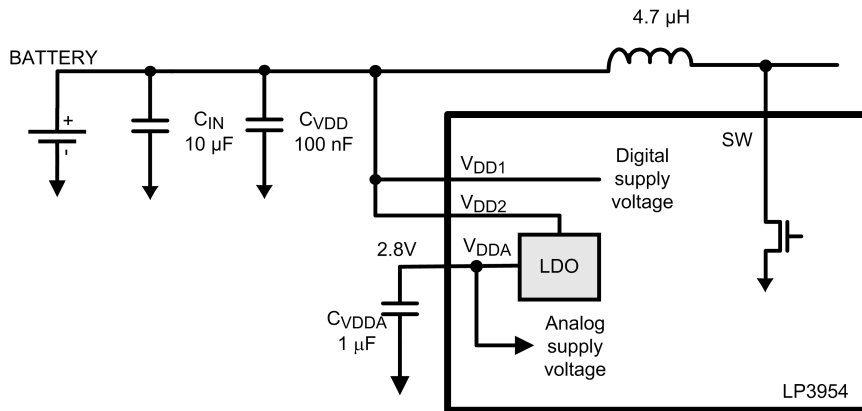 4.7 µH
BATTERY
+
-
CIN
10 µF
CVDD
100 nF
SW
VDD1
Digital
supply
voltage
VDD2
2.8V
VDDA
LDO
CVDDA
1 µF
Analog
supply
voltage
LP3954